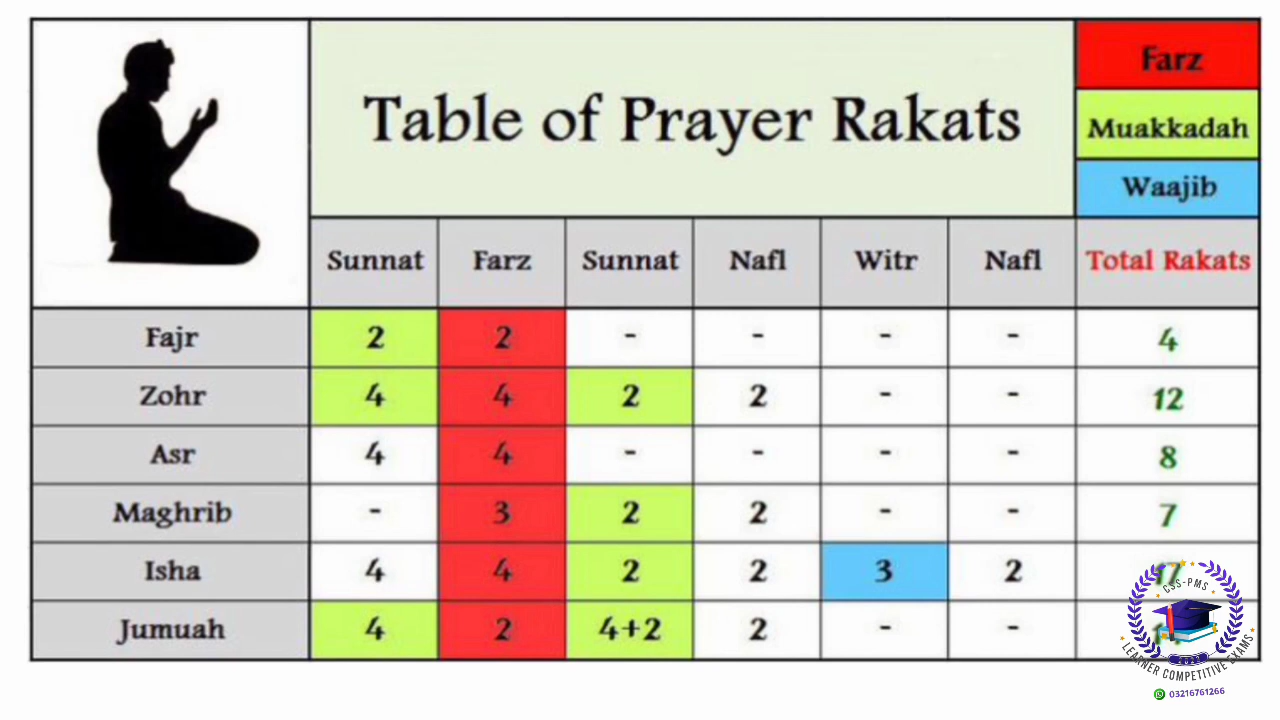 Farz
Table of Prayer Rakats
Muakkadah
Waajib
Sunnat Farz Sunnat Nafl Witr Nafl Total Rakats
Fajr 2 2 - - - - 4
Zohr 4 4 2 2 - - 12
Asr 4 4 - - - - 8
Maghrib - 3 2 2 - - 7
Isha 4 4 2 2 3 2 17
Jumuah 4 2 4+2 2 - -
CSS-PMS
LEARNER COMPETITIVE EXAMS
03216761266